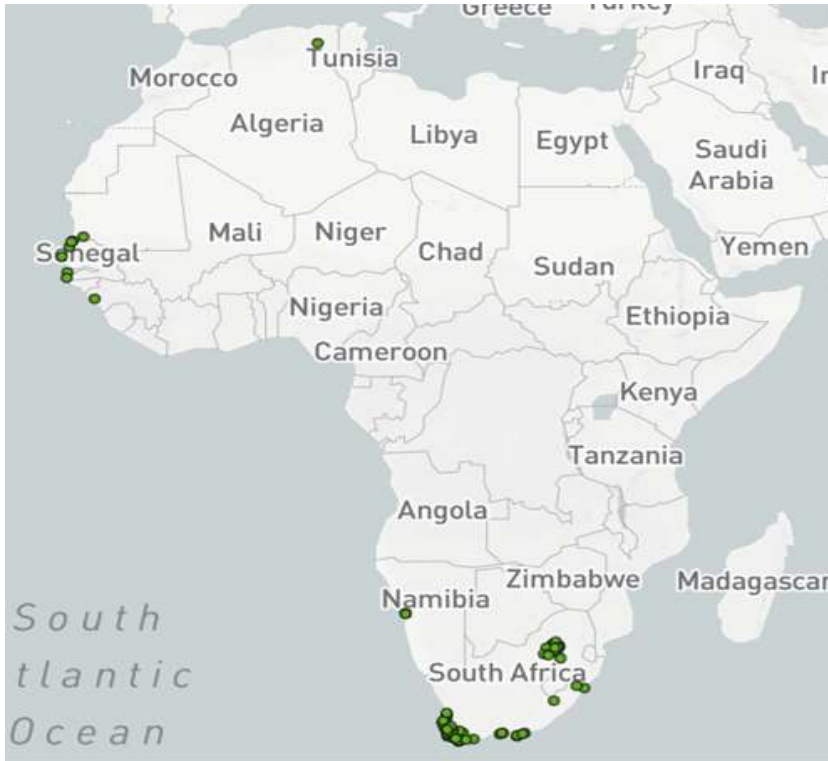 Greece
Turkey
Tunisia
Morocco
Iraq
Algeria
Libya
Egypt
Saudi
Arabia
Senegal
Mali
Niger
Chad
Yemen
Sudan
Nigeria
Ethiopia
Cameroon
Kenya
Tanzania
Angola
Zimbabwe
Madagascar
Namibia
South
tlantic
Ocean
South Africa